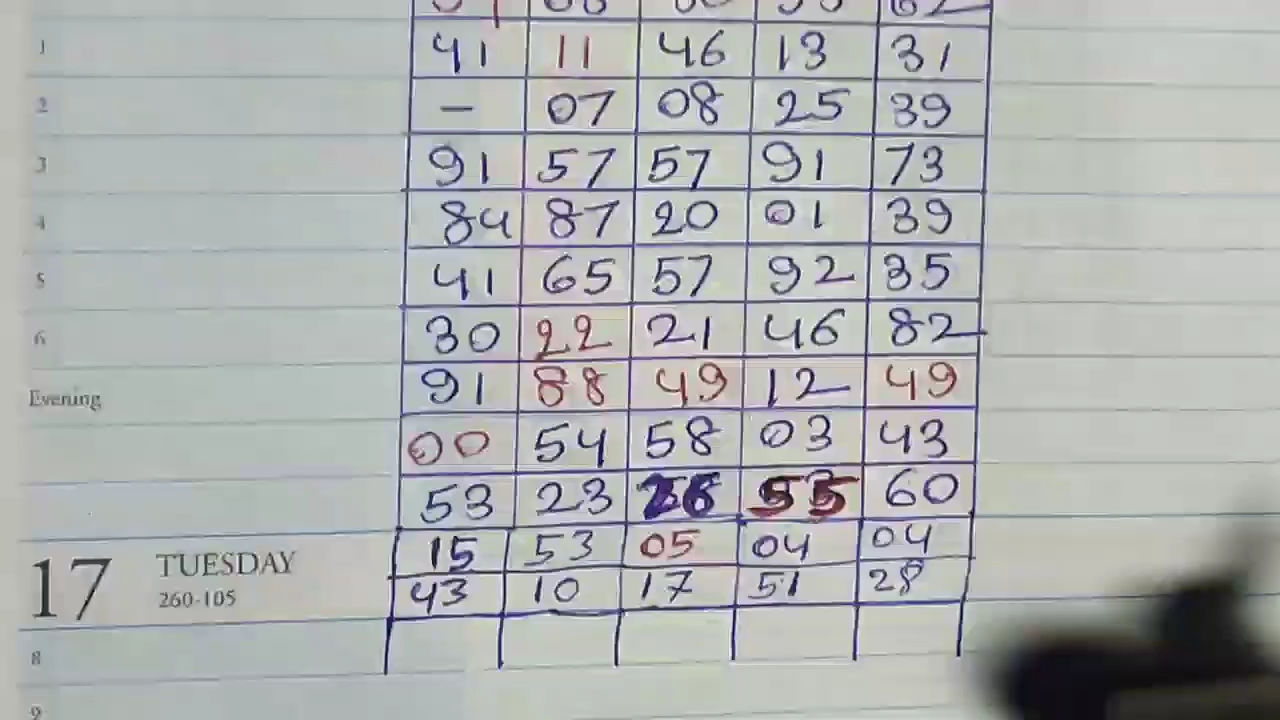 1 41 11 46 13 31
2 — 07 08 25 39
3 91 57 57 91 73
4 84 87 20 01 39
5 41 65 57 92 35
6 30 22 21 46 82
Evening 91 88 49 12 49
00 54 58 03 43
53 23 26 55 60
15 53 05 04 04
17 TUESDAY
260-105 43 10 17 51 28
8
9